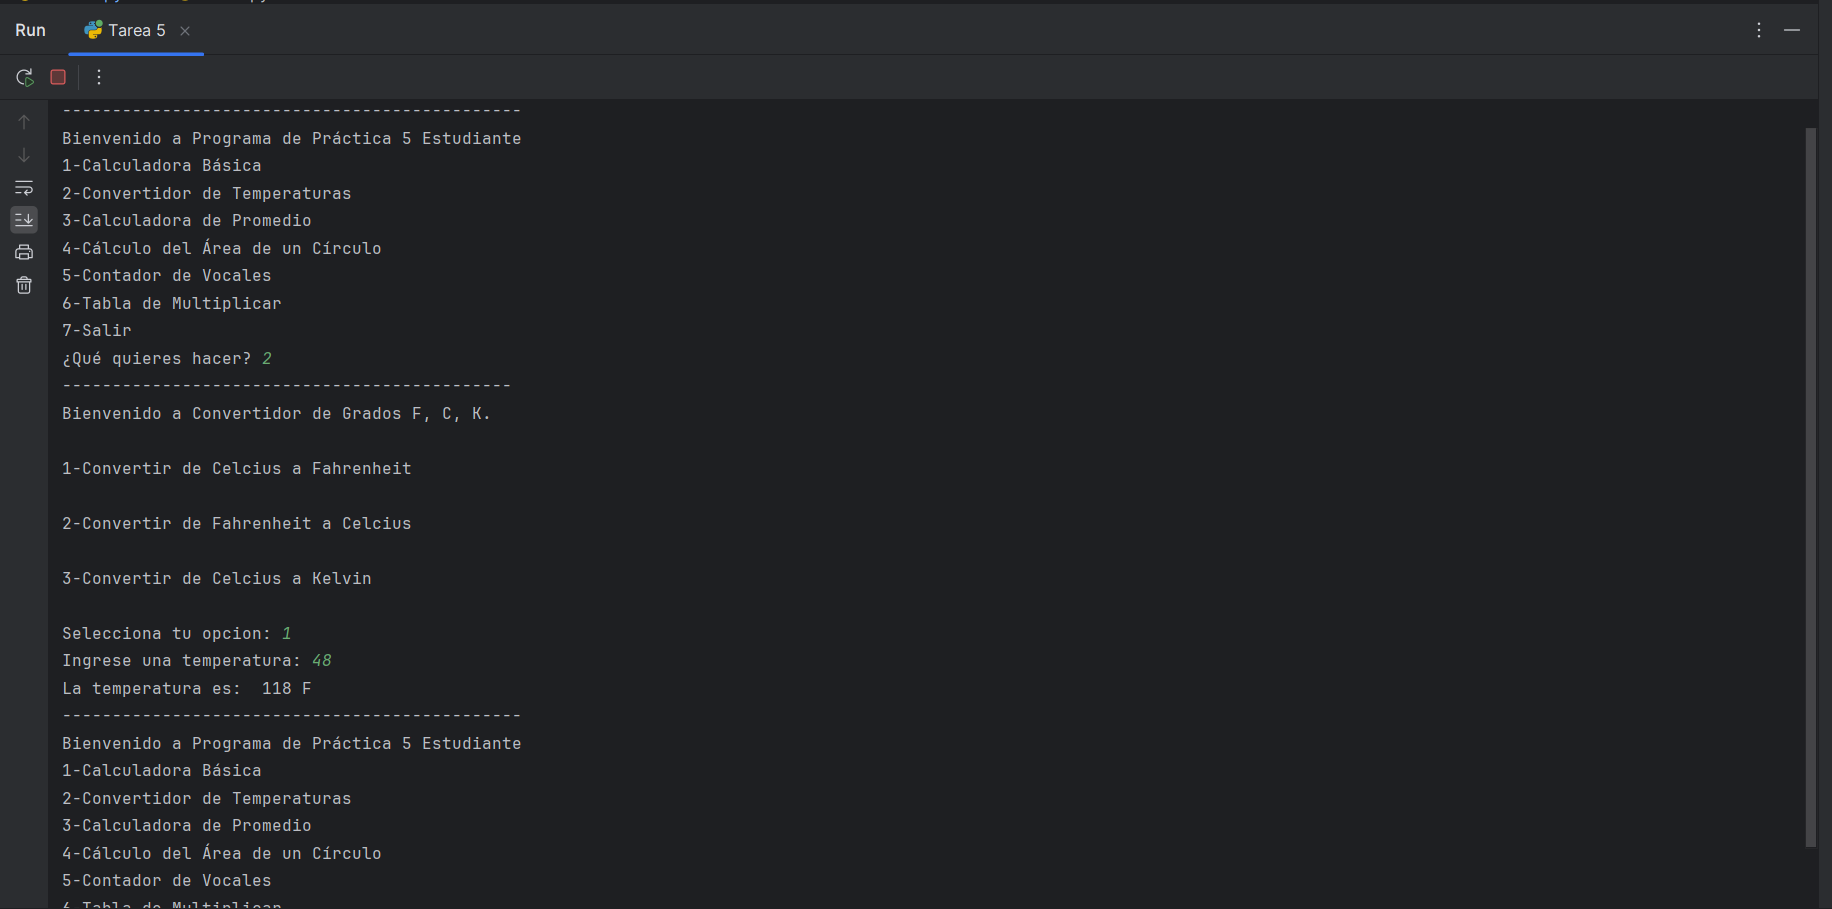 Run Tarea 5
---------------------------------------------- 
Bienvenido a Programa de Práctica 5 Estudiante
1-Calculadora Básica
2-Convertidor de Temperaturas
3-Calculadora de Promedio
4-Cálculo del Área de un Círculo
5-Contador de Vocales
6-Tabla de Multiplicar
7-Salir
¿Qué quieres hacer? 2
---------------------------------------------
Bienvenido a Convertidor de Grados F, C, K.
1-Convertir de Celcius a Fahrenheit
2-Convertir de Fahrenheit a Celcius
3-Convertir de Celcius a Kelvin
Selecciona tu opcion: 1
Ingrese una temperatura: 48
La temperatura es:  118 F
----------------------------------------------
Bienvenido a Programa de Práctica 5 Estudiante
1-Calculadora Básica
2-Convertidor de Temperaturas
3-Calculadora de Promedio
4-Cálculo del Área de un Círculo
5-Contador de Vocales
6-Tabla de Multiplicar